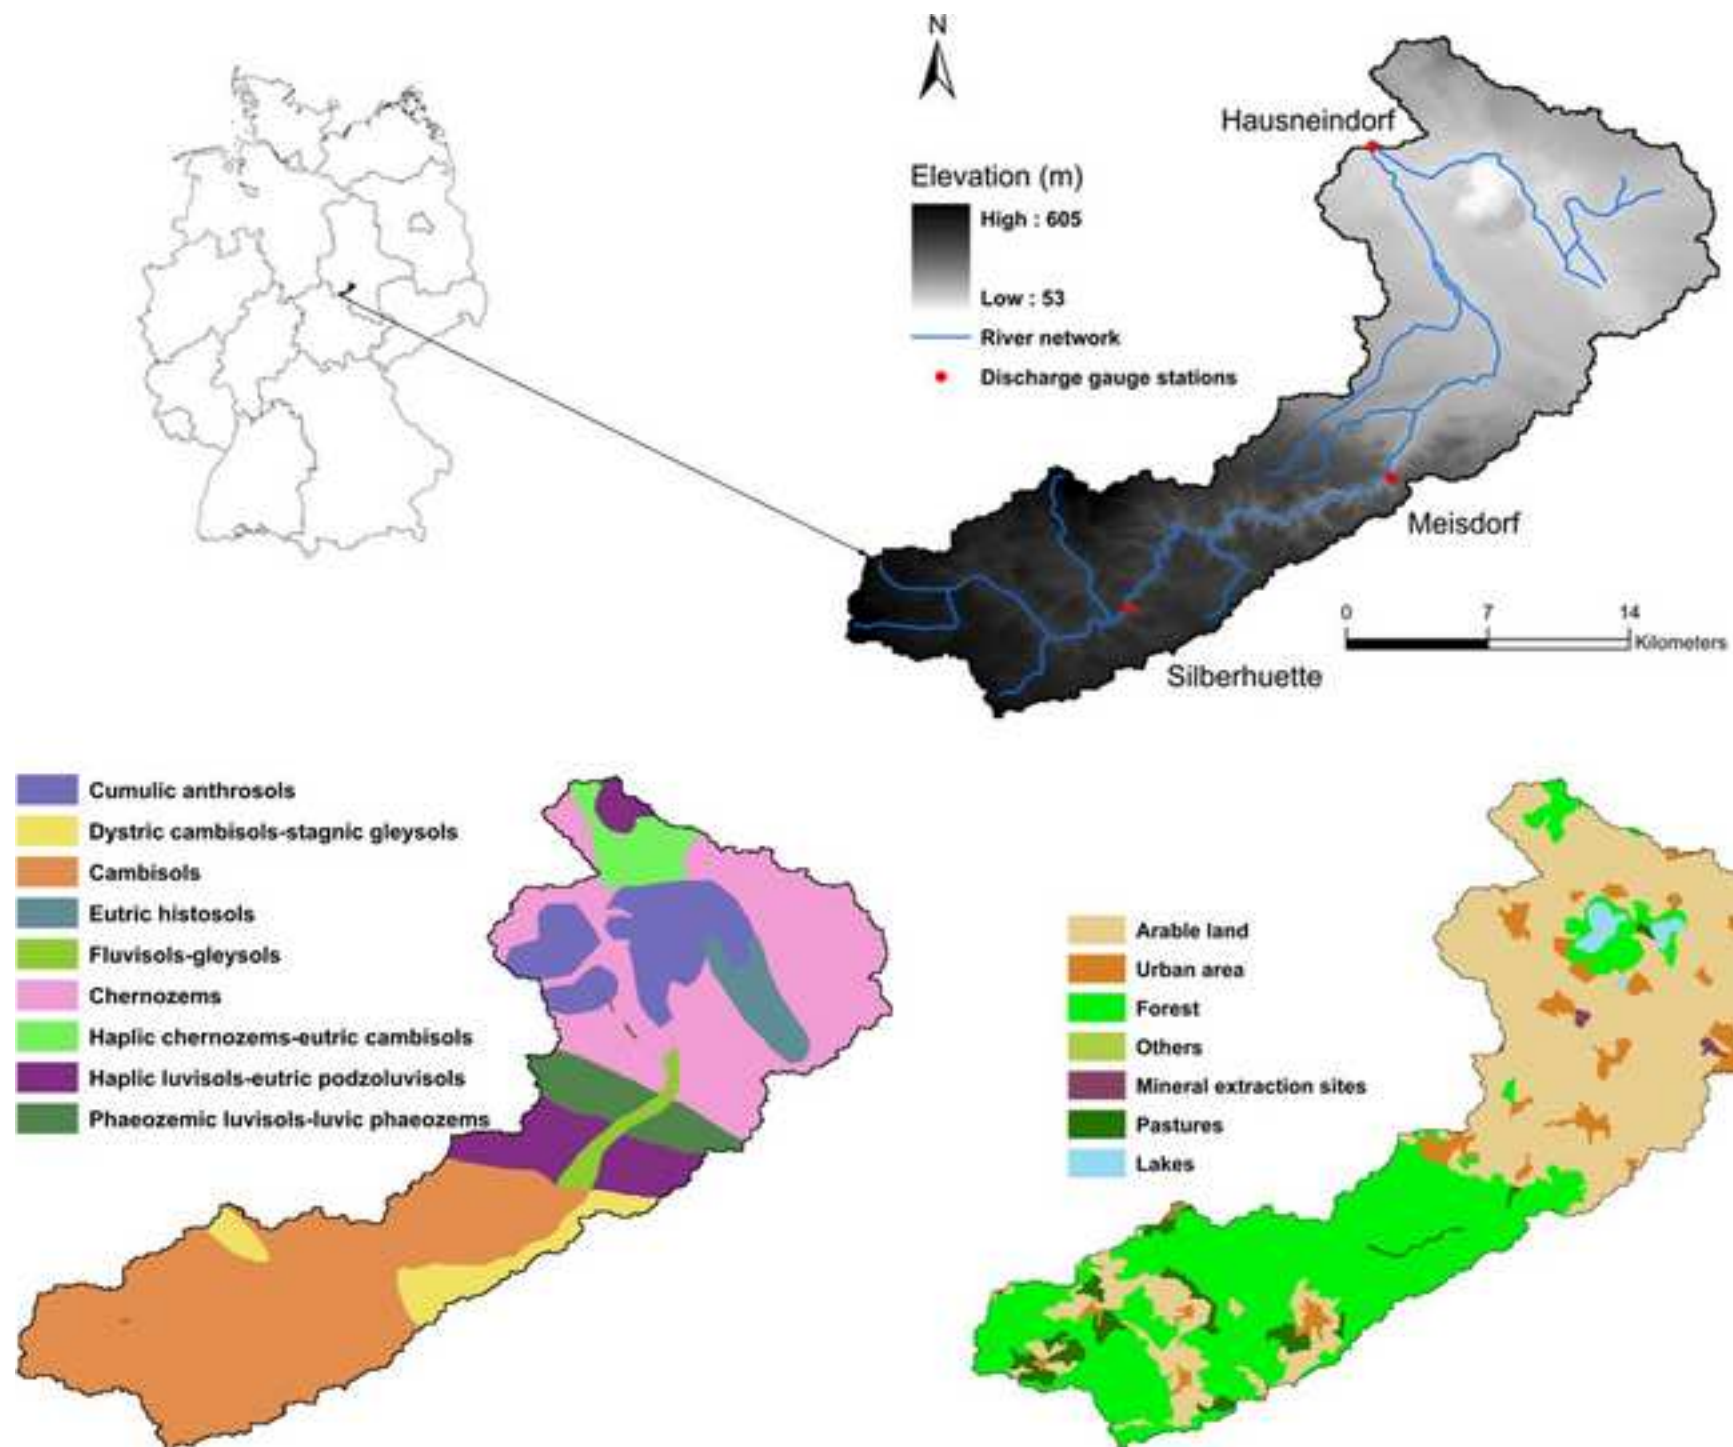 N
Hausneindorf
Elevation (m)
High : 605
Low : 53
River network
Discharge gauge stations
Meisdorf
0 7 14
Kilometers
Silberhuette
Cumulic anthrosols
Dystric cambisols-stagnic gleysols
Cambisols
Eutric histosols
Fluvisols-gleysols
Chernozems
Haplic chernozems-eutric cambisols
Haplic luvisols-eutric podzoluvisols
Phaeozemic luvisols-luvic phaeozems
Arable land
Urban area
Forest
Others
Mineral extraction sites
Pastures
Lakes